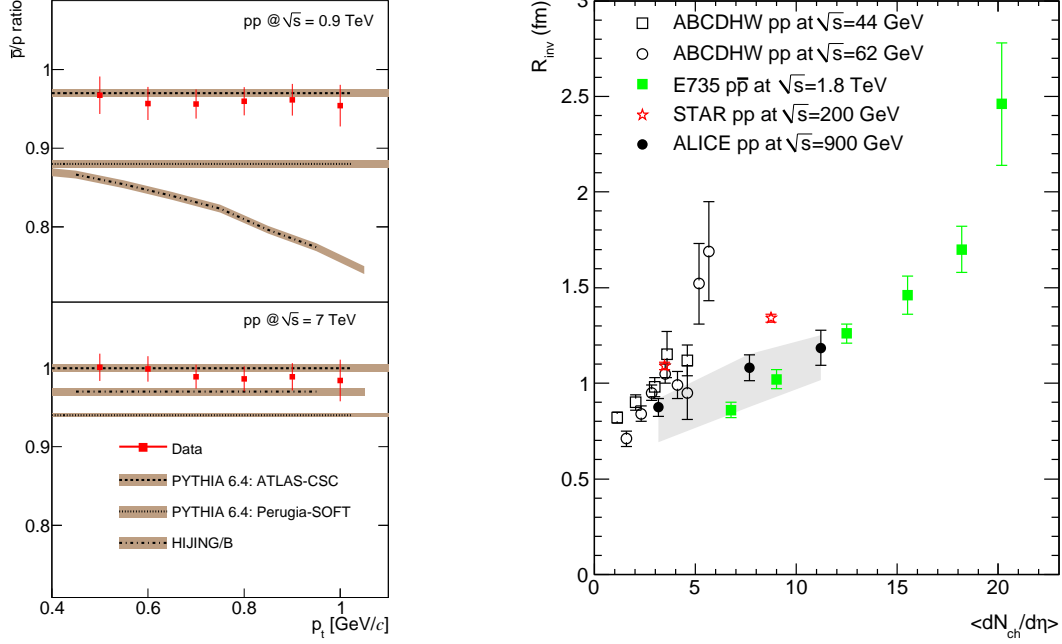 p̅/p ratio
pp @ √s = 0.9 TeV
1
0.9
0.8
pp @ √s = 7 TeV
1
0.9
0.8
Data
PYTHIA 6.4: ATLAS-CSC
PYTHIA 6.4: Perugia-SOFT
HIJING/B
0.4 0.6 0.8 1
pₜ [GeV/c]
R_inv (fm)
3
2.5
2
1.5
1
0.5
0
ABCDHW pp at √s=44 GeV
ABCDHW pp at √s=62 GeV
E735 pp̅ at √s=1.8 TeV
STAR pp at √s=200 GeV
ALICE pp at √s=900 GeV
0 5 10 15 20
<dN_ch/dη>